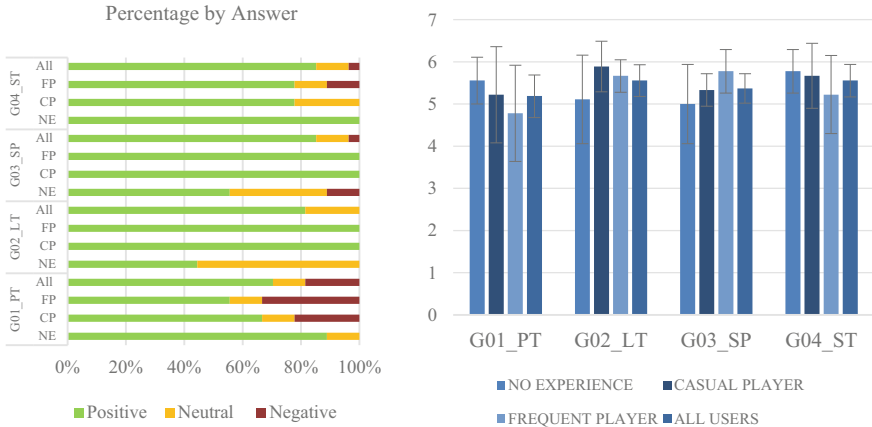 Percentage by Answer
G04_ST
All
FP
CP
NE
G03_SP
All
FP
CP
NE
G02_LT
All
FP
CP
NE
G01_PT
All
FP
CP
NE
0% 20% 40% 60% 80% 100%
Positive Neutral Negative
7
6
5
4
3
2
1
0
G01_PT G02_LT G03_SP G04_ST
NO EXPERIENCE CASUAL PLAYER
FREQUENT PLAYER ALL USERS